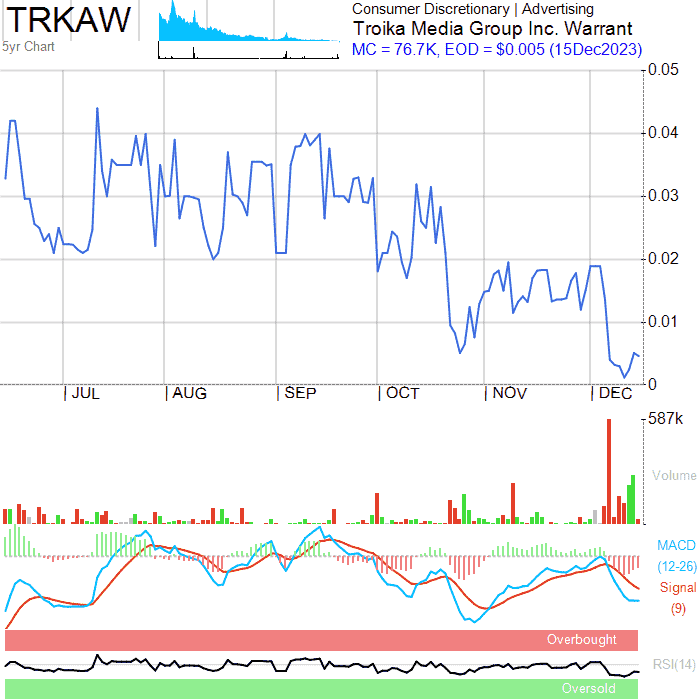 TRKAW
5yr Chart
Consumer Discretionary | Advertising
Troika Media Group Inc. Warrant
MC = 76.7K, EOD = $0.005 (15Dec2023)
0.05
0.04
0.03
0.02
0.01
0
JUL AUG SEP OCT NOV DEC
587k
Volume
MACD
(12-26)
Signal
(9)
Overbought
RSI(14)
Oversold